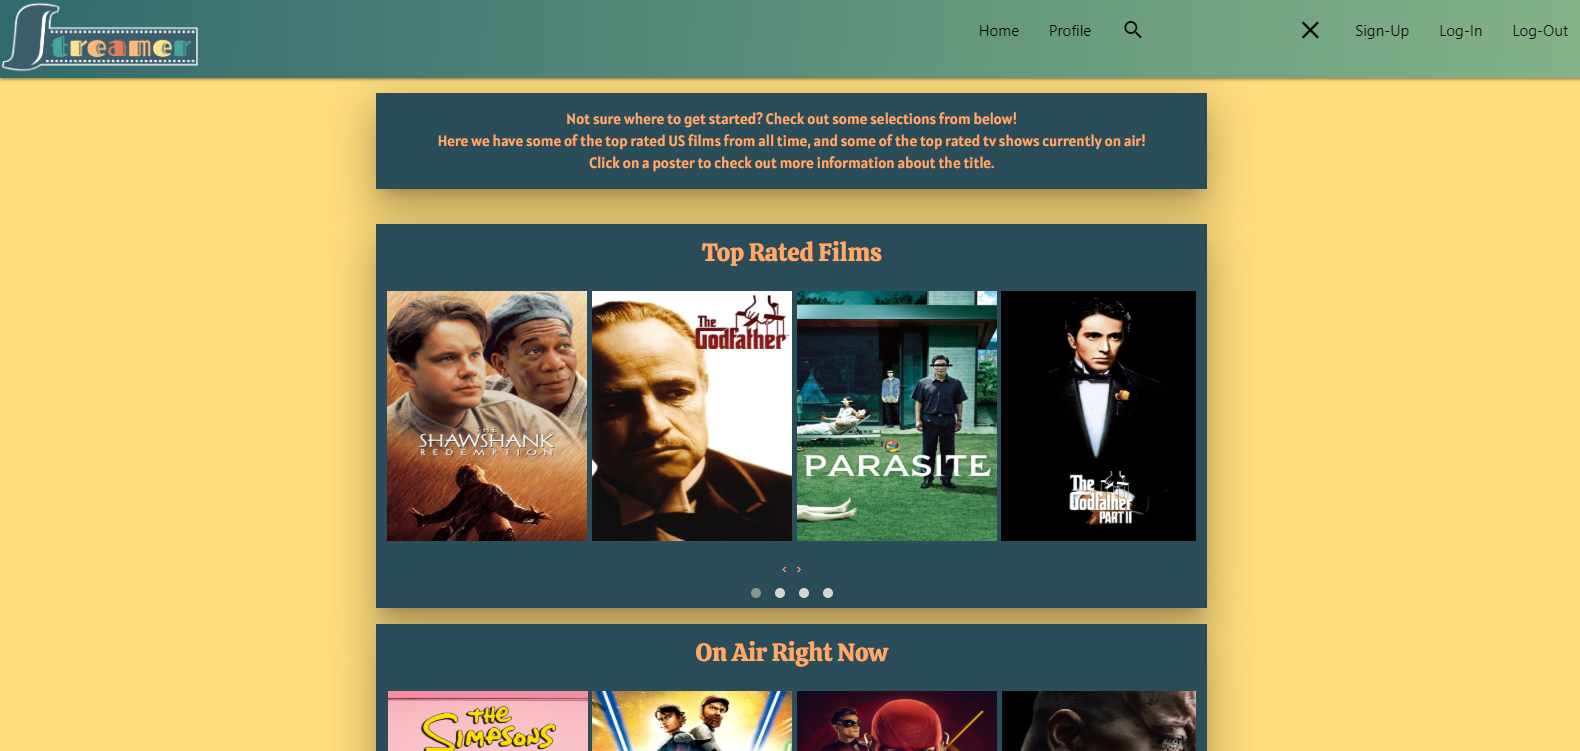 Streamer
Home Profile Sign-Up Log-In Log-Out
Not sure where to get started? Check out some selections from below!
Here we have some of the top rated US films from all time, and some of the top rated tv shows currently on air!
Click on a poster to check out more information about the title.
Top Rated Films
THE
SHAWSHANK
REDEMPTION
The
Godfather
PARASITE
The
Godfather
PART II
On Air Right Now
THE
SIMPSONS